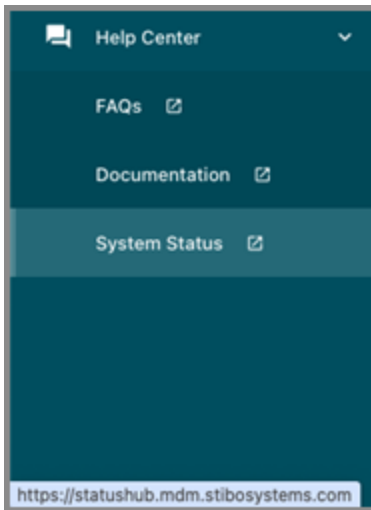 Help Center
FAQs
Documentation
System Status
https://statushub.mdm.stibosystems.com